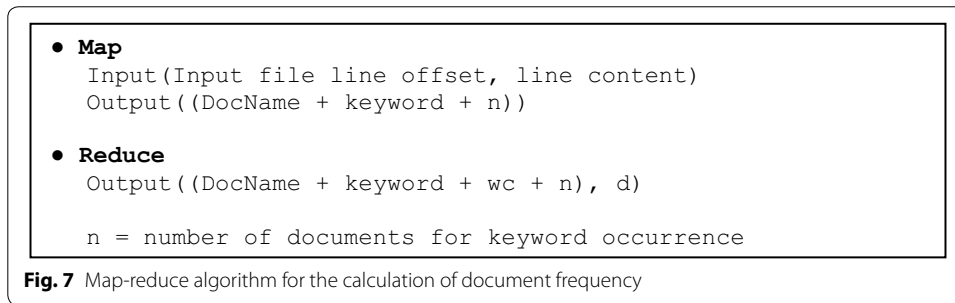 ● Map
Input(Input file line offset, line content)
Output((DocName + keyword + n))
● Reduce
Output((DocName + keyword + wc + n), d)
n = number of documents for keyword occurrence
Fig. 7 Map-reduce algorithm for the calculation of document frequency